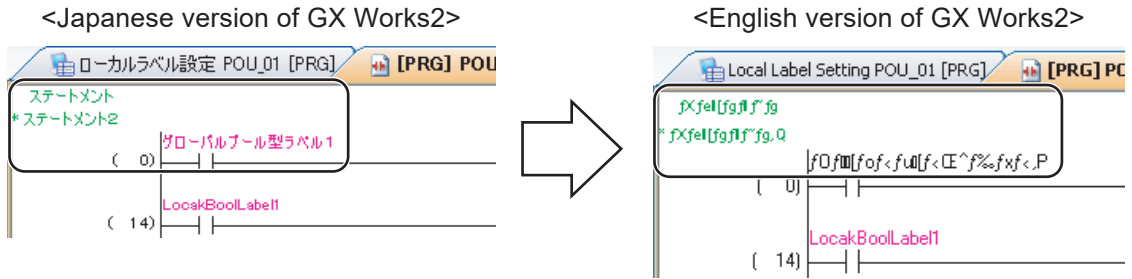 <Japanese version of GX Works2>
ローカルラベル設定 POU_01 [PRG]
[PRG] POU
ステートメント
*ステートメント2
グローバルブール型ラベル1
( 0)
LocakBoolLabel1
( 14)
<English version of GX Works2>
Local Label Setting POU_01 [PRG]
[PRG] PO
( 0)
LocakBoolLabel1
( 14)